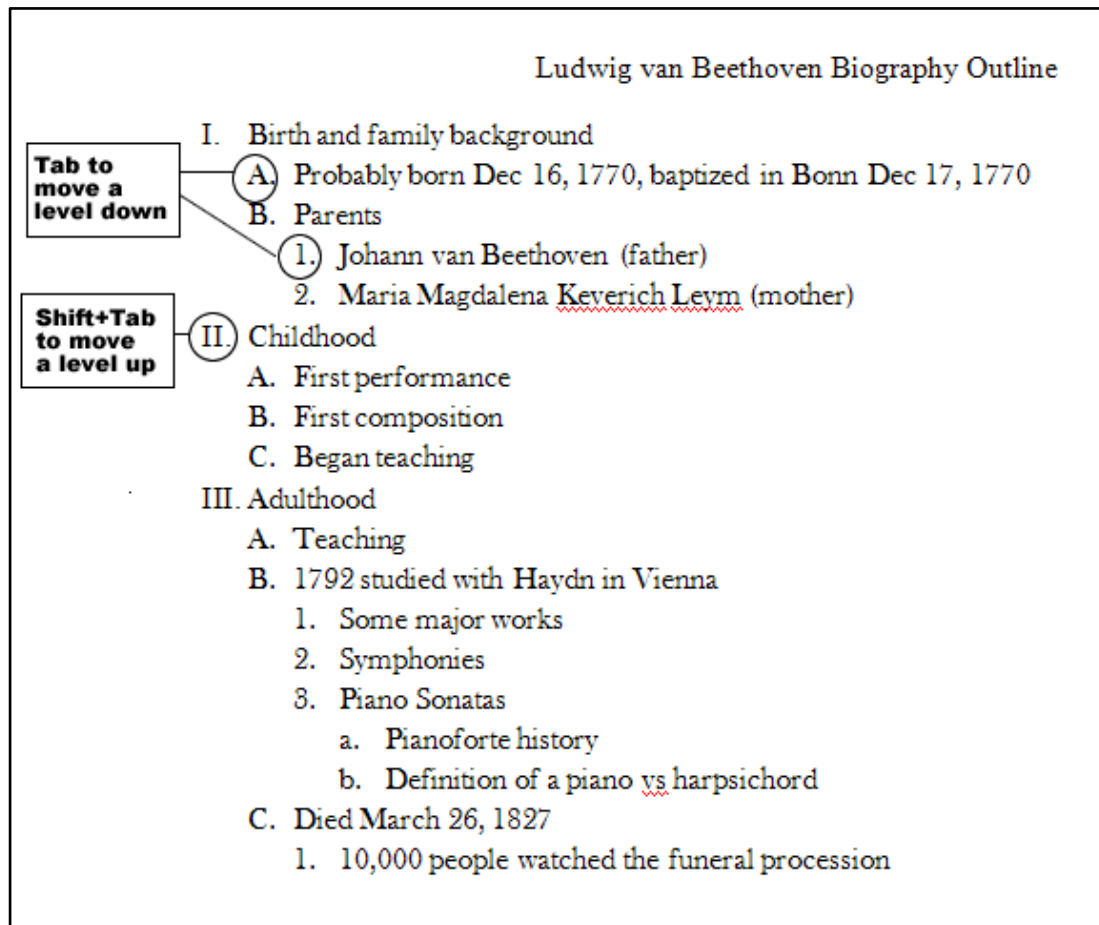 Ludwig van Beethoven Biography Outline
I. Birth and family background
Tab to
move a
level down
A. Probably born Dec 16, 1770, baptized in Bonn Dec 17, 1770
B. Parents
1. Johann van Beethoven (father)
2. Maria Magdalena Keverich Leym (mother)
Shift+Tab
to move
a level up
II. Childhood
A. First performance
B. First composition
C. Began teaching
III. Adulthood
A. Teaching
B. 1792 studied with Haydn in Vienna
1. Some major works
2. Symphonies
3. Piano Sonatas
a. Pianoforte history
b. Definition of a piano vs harpsichord
C. Died March 26, 1827
1. 10,000 people watched the funeral procession